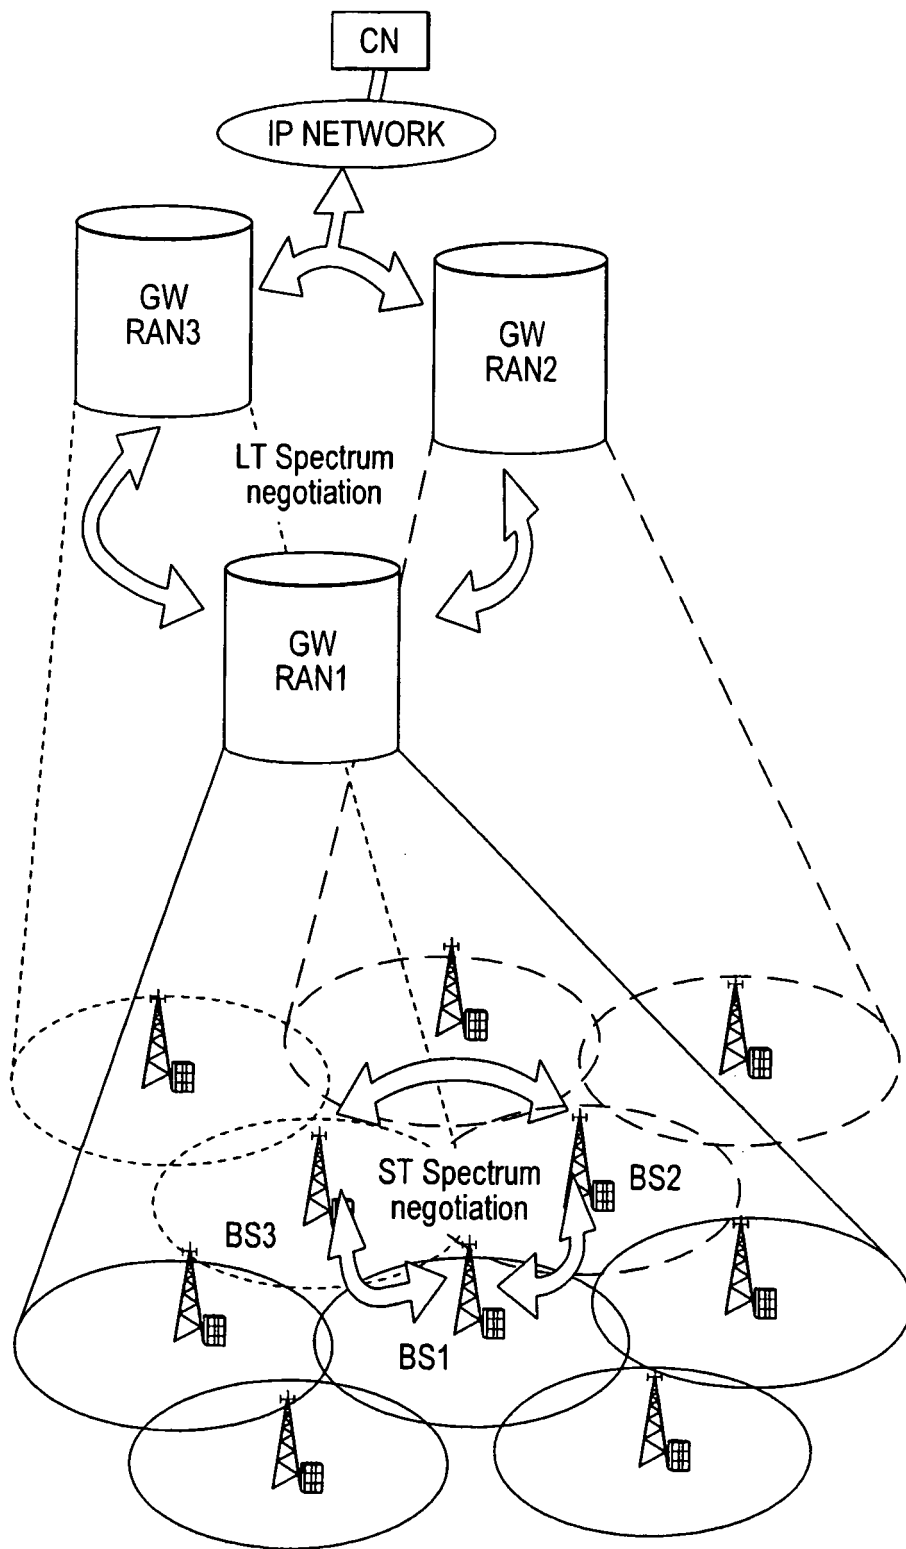 CN
IP NETWORK
GW
RAN3
GW
RAN2
LT Spectrum
negotiation
GW
RAN1
ST Spectrum
negotiation
BS2
BS3
BS1